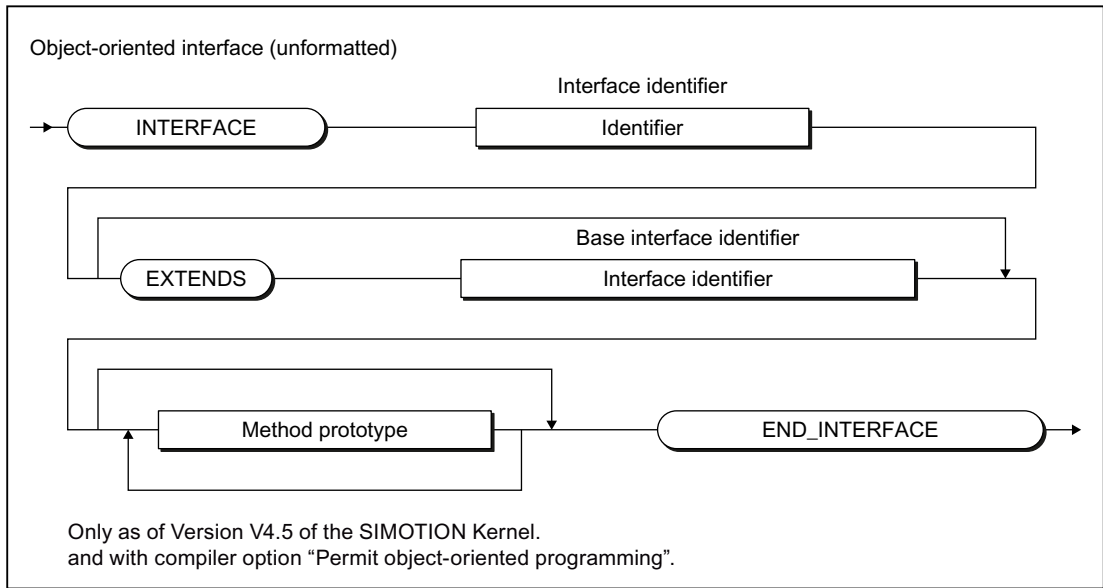 Object-oriented interface (unformatted)
Interface identifier
INTERFACE
Identifier
Base interface identifier
EXTENDS
Interface identifier
Method prototype
END_INTERFACE
Only as of Version V4.5 of the SIMOTION Kernel.
and with compiler option “Permit object-oriented programming”.